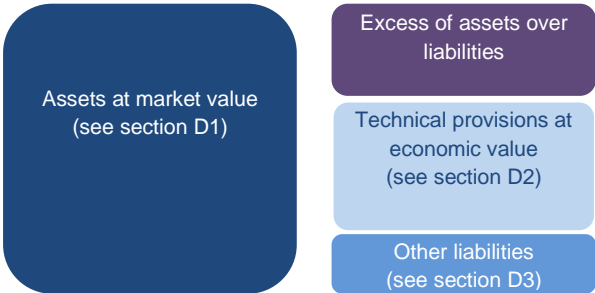 Assets at market value
(see section D1)
Excess of assets over
liabilities
Technical provisions at
economic value
(see section D2)
Other liabilities
(see section D3)